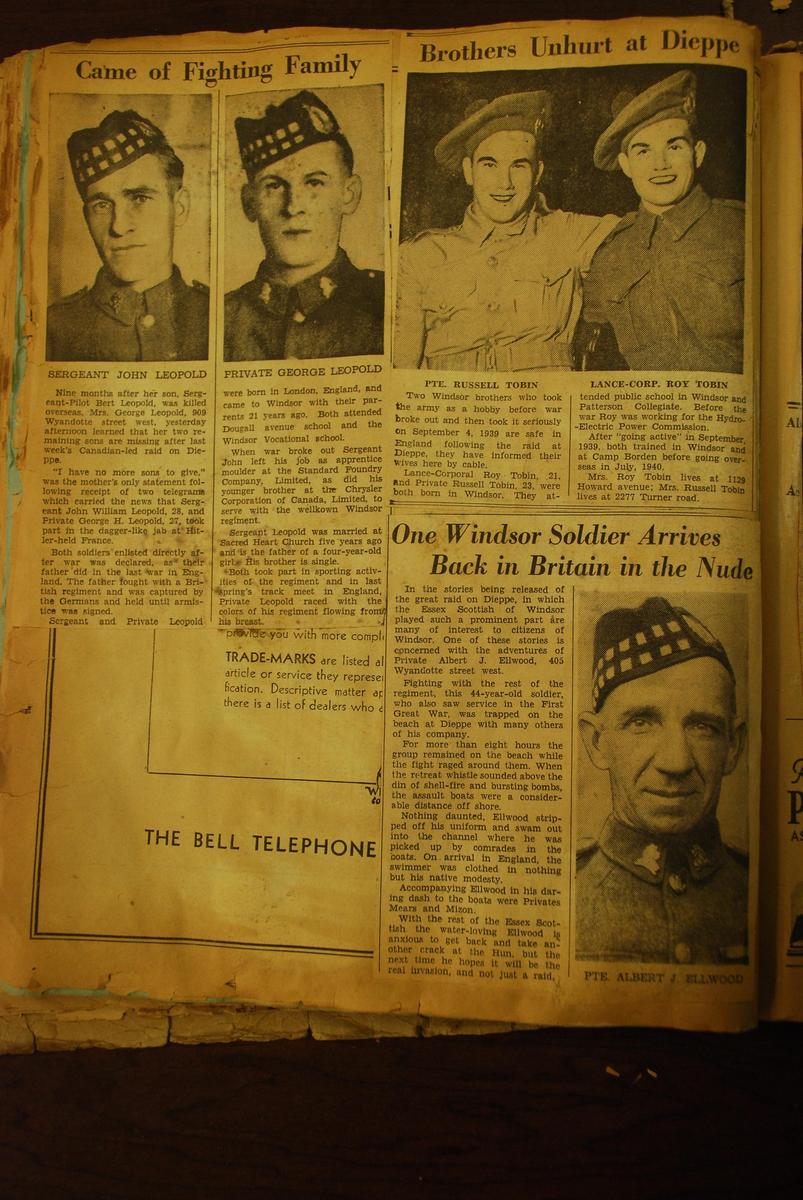 Came of Fighting Family
SERGEANT JOHN LEOPOLD
PRIVATE GEORGE LEOPOLD
Nine months after her son, Serg-
eant-Pilot Bert Leopold, was killed
overseas, Mrs. George Leopold, 909
Wyandotte street west, yesterday
afternoon learned that her two re-
maining sons are missing after last
week's Canadian-led raid on Die-
ppe.
"I have no more sons to give,"
was the mother's only statement fol-
lowing receipt of two telegrams
which carried the news that Serg-
eant John William Leopold, 28, and
Private George H. Leopold, 27, took
part in the dagger-like jab at Hit-
ler-held France.
Both soldiers enlisted directly af-
ter war was declared, as their
father did in the last war in Eng-
land. The father fought with a Bri-
tish regiment and was captured by
the Germans and held until armis-
tice was signed.
Sergeant and Private Leopold
were born in London, England, and
came to Windsor with their par-
rents 21 years ago. Both attended
Dougall avenue school and the
Windsor Vocational school.
When war broke out Sergeant
John left his job as apprentice
moulder at the Standard Foundry
Company, Limited, as did his
younger brother at the Chrysler
Corporation of Canada, Limited, to
serve with the wellkown Windsor
regiment.
Sergeant Leopold was married at
Sacred Heart Church five years ago
and is the father of a four-year-old
girl. His brother is single.
Both took part in sporting activ-
ities of the regiment and in last
spring's track meet in England,
Private Leopold raced with the
colors of his regiment flowing from
his breast.
provide you with more compl
TRADE-MARKS are listed al
article or service they represe
fication. Descriptive matter ap
there is a list of dealers who
THE BELL TELEPHONE
Brothers Unhurt at Dieppe
PTE. RUSSELL TOBIN
LANCE-CORP. ROY TOBIN
Two Windsor brothers who took
the army as a hobby before war
broke out and then took it seriously
on September 4, 1939 are safe in
England following the raid at
Dieppe, they have informed their
wives here by cable.
Lance-Corporal Roy Tobin, 21,
and Private Russell Tobin, 23, were
both born in Windsor. They at-
tended public school in Windsor and
Patterson Collegiate. Before the
war Roy was working for the Hydro-
-Electric Power Commission.
After "going active" in September,
1939, both trained in Windsor and
at Camp Borden before going over-
seas in July, 1940.
Mrs. Roy Tobin lives at 1129
Howard avenue; Mrs. Russell Tobin
lives at 2277 Turner road.
One Windsor Soldier Arrives
Back in Britain in the Nude
In the stories being released of
the great raid on Dieppe, in which
the Essex Scottish of Windsor
played such a prominent part are
many of interest to citizens of
Windsor. One of these stories is
concerned with the adventures of
Private Albert J. Ellwood, 405
Wyandotte street west.
Fighting with the rest of the
regiment, this 44-year-old soldier,
who also saw service in the First
Great War, was trapped on the
beach at Dieppe with many others
of his company.
For more than eight hours the
group remained on the beach while
the fight raged around them. When
the retreat whistle sounded above the
din of shell-fire and bursting bombs,
the assault boats were a consider-
able distance off shore.
Nothing daunted, Ellwood strip-
ped off his uniform and swam out
into the channel where he was
picked up by comrades in the
boats. On arrival in England, the
swimmer was clothed in nothing
but his native modesty.
Accompanying Ellwood in his dar-
ing dash to the boats were Privates
Mears and Mizon.
With the rest of the Essex Scot-
tish the water-loving Ellwood is
anxious to get back and take an-
other crack at the Hun, but the
next time he hopes it will be the
real invasion, and not just a raid,
PTE. ALBERT J. ELLWOOD